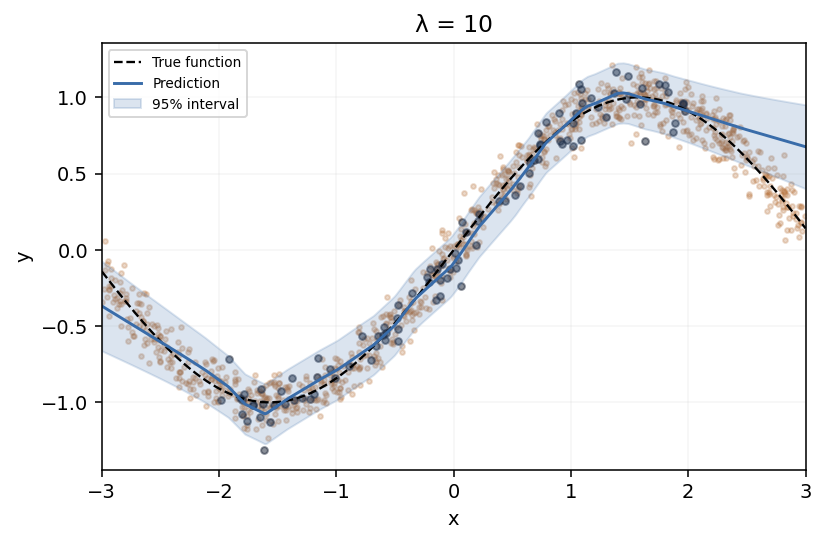 λ = 10
True function
Prediction
95% interval
y
1.0
0.5
0.0
−0.5
−1.0
−3 −2 −1 0 1 2 3
x